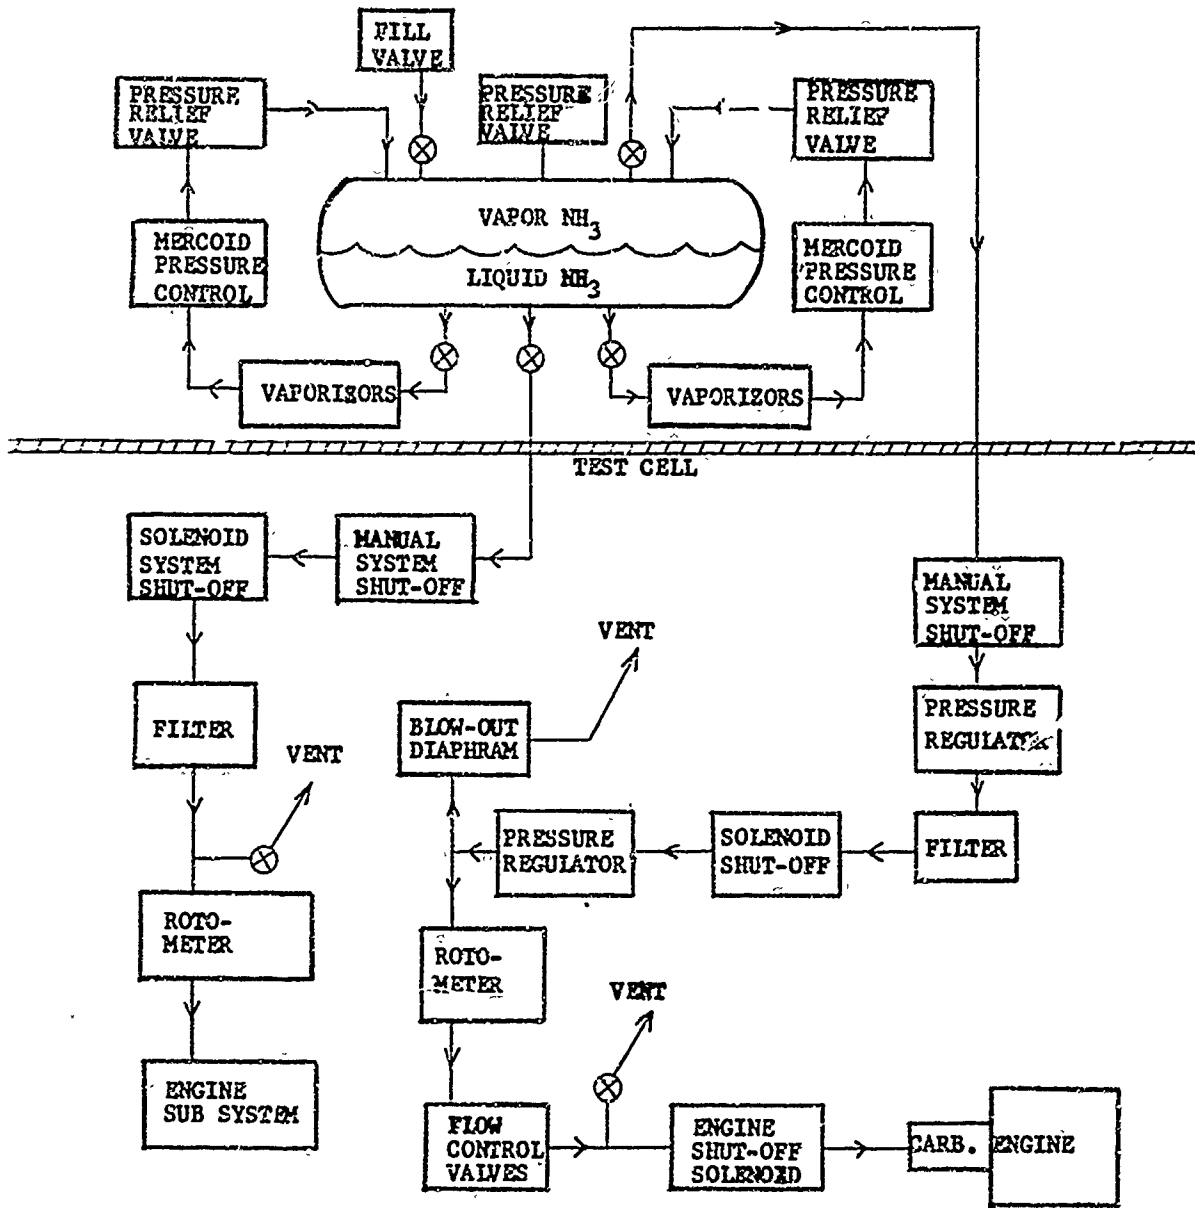 FILL
VALVE
PRESSURE
RELIEF
VALVE
PRESSURE
RELIEF
VALVE
PRESSURE
RELIEF
VALVE
VAPOR NH3
LIQUID NH3
MERCOID
PRESSURE
CONTROL
MERCOID
PRESSURE
CONTROL
VAPORIZORS
VAPORIZORS
TEST CELL
SOLENOID
SYSTEM
SHUT-OFF
MANUAL
SYSTEM
SHUT-OFF
MANUAL
SYSTEM
SHUT-OFF
VENT
FILTER
BLOW-OUT
DIAPHRAM
PRESSURE
REGULATOR
VENT
PRESSURE
REGULATOR
SOLENOID
SHUT-OFF
FILTER
ROTO-
METER
ROTO-
METER
VENT
ENGINE
SUB SYSTEM
FLOW
CONTROL
VALVES
ENGINE
SHUT-OFF
SOLENOID
CARB.
ENGINE